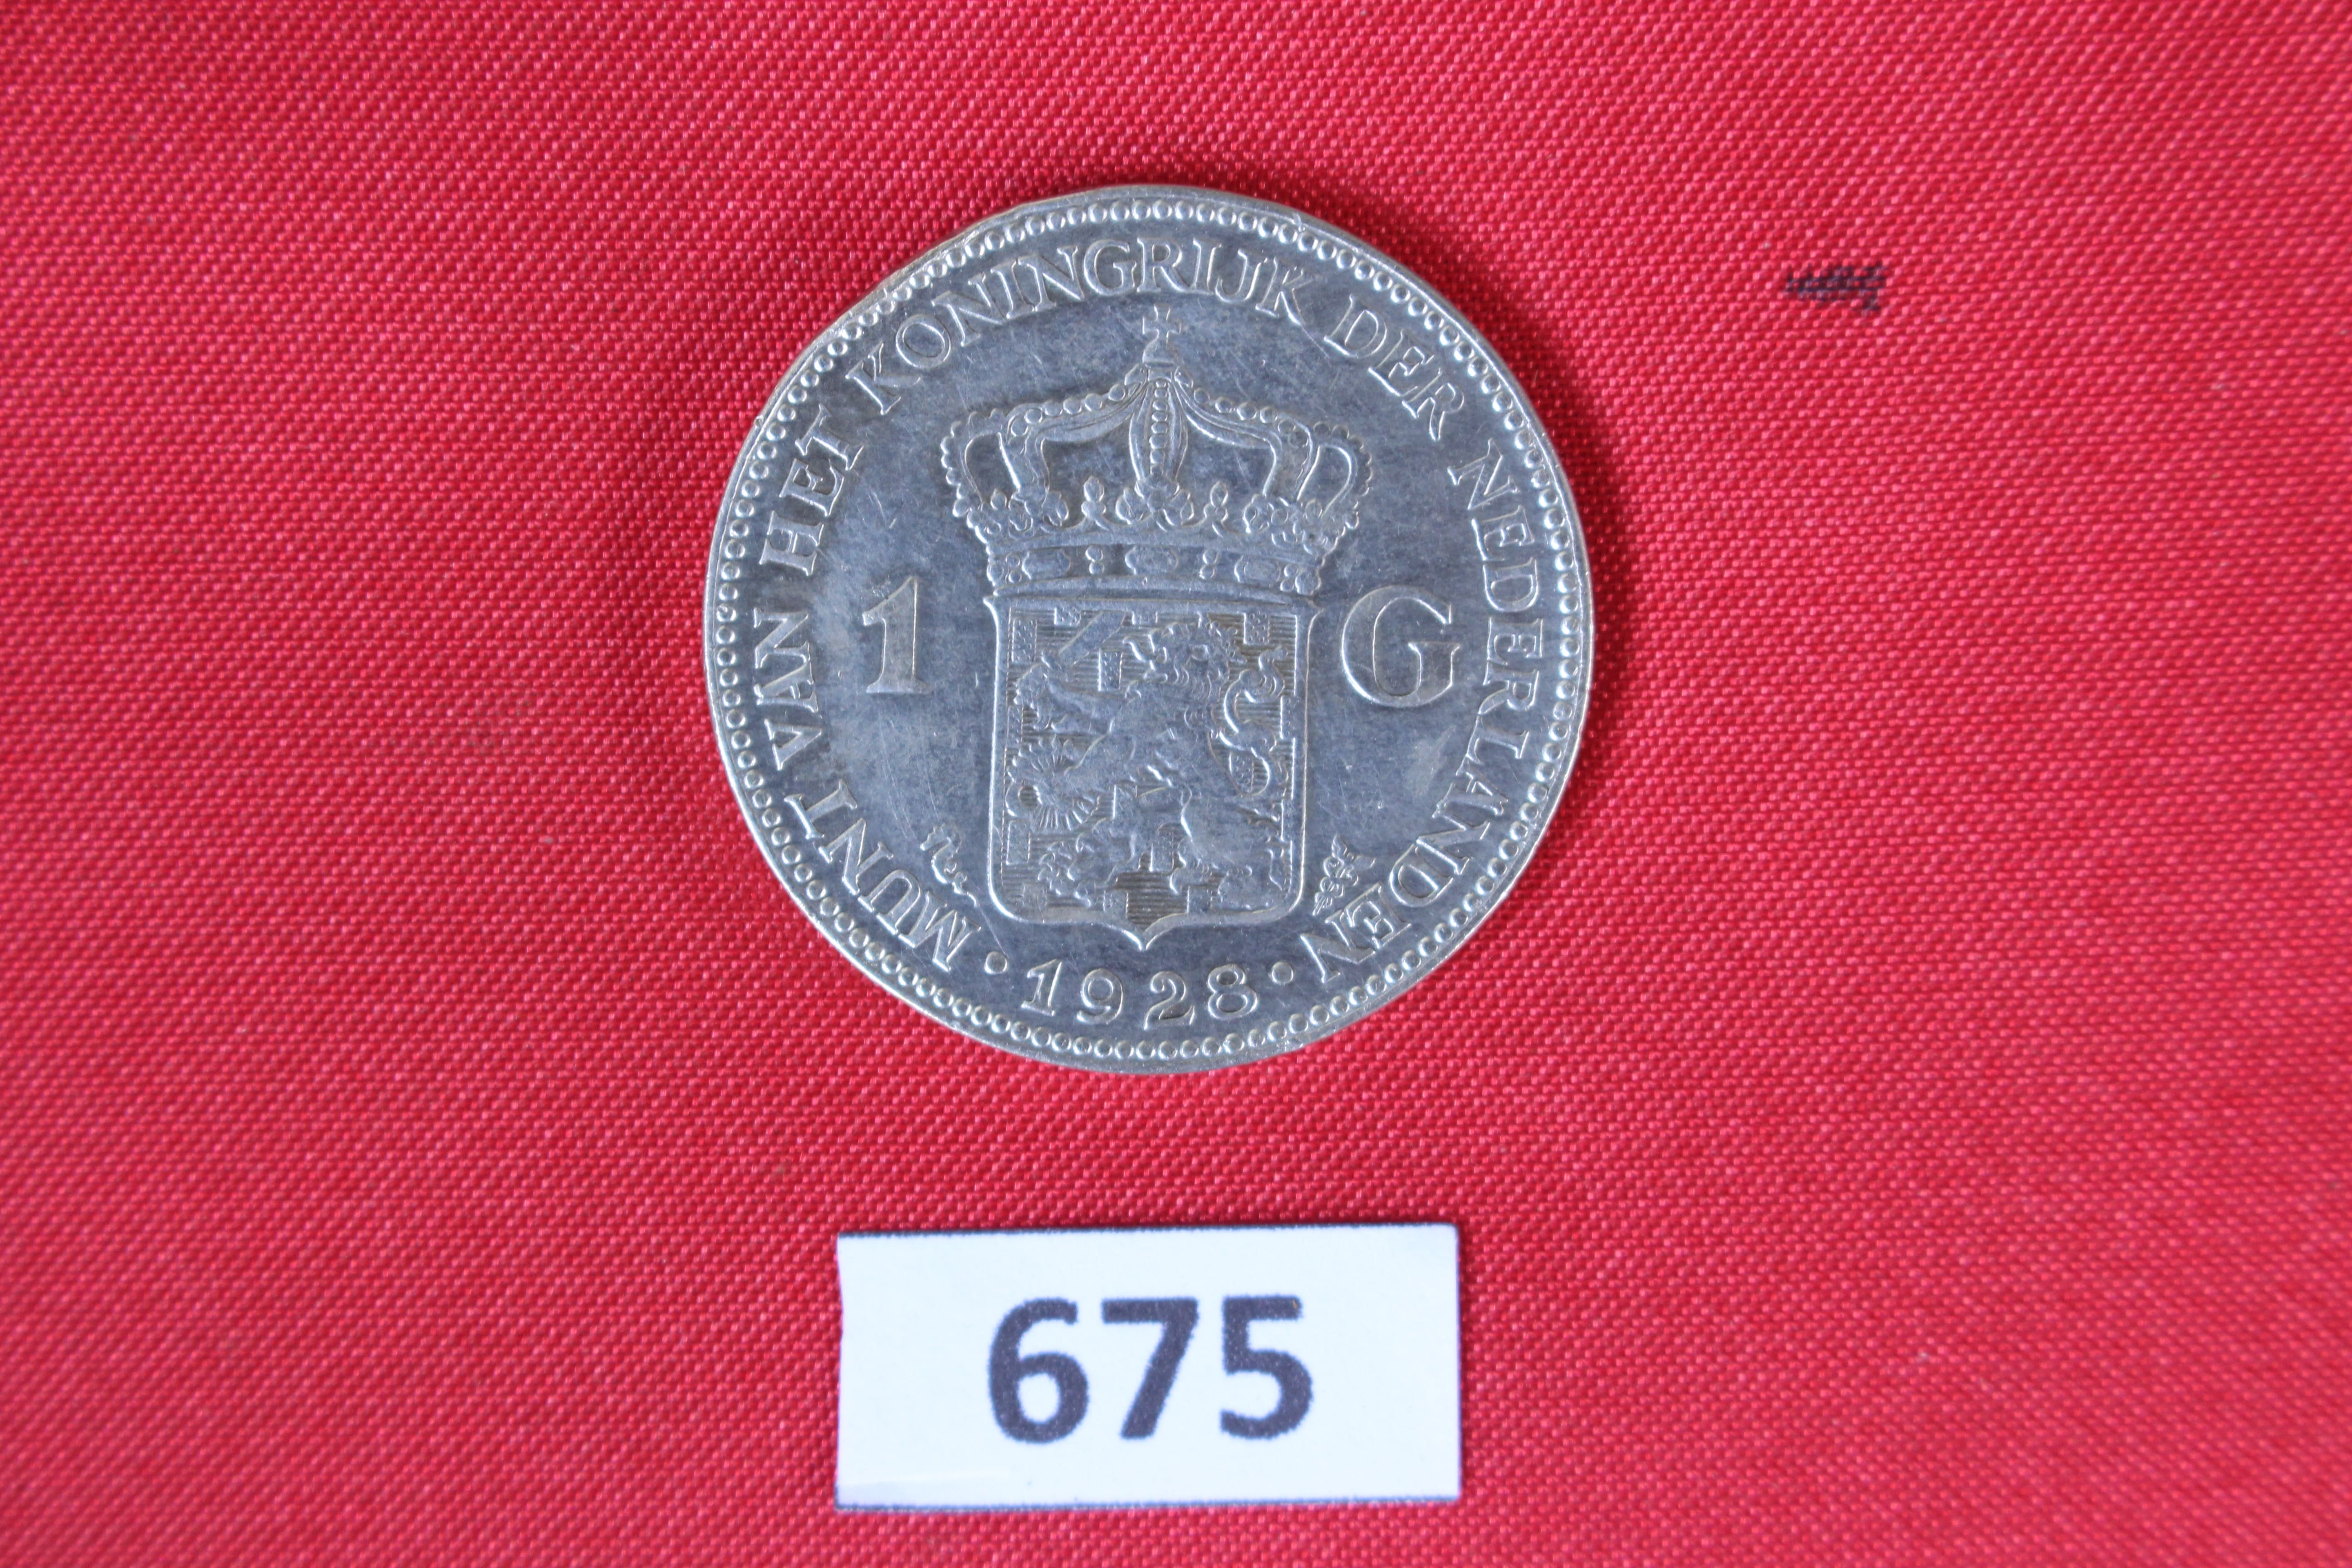 MUNT VAN HET KONINGRIJK DER NEDERLANDEN
1 G
· 1928 ·
675